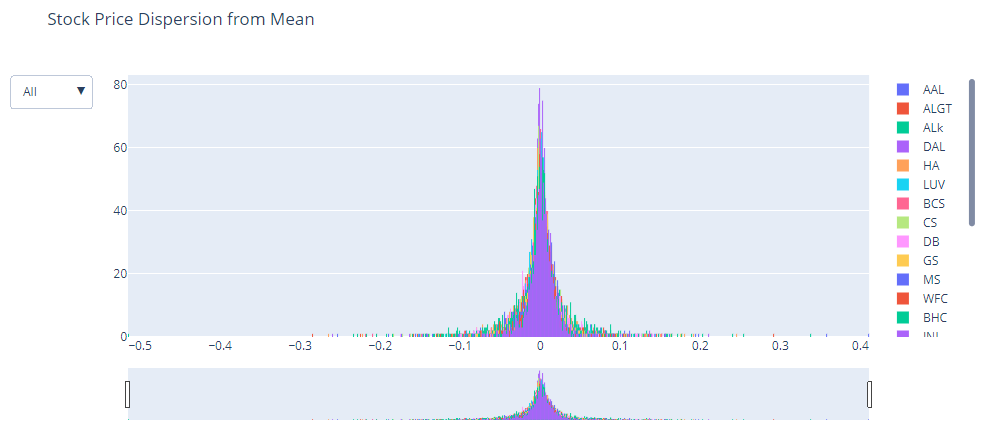 Stock Price Dispersion from Mean
All ▼
80
60
40
20
0
−0.5 −0.4 −0.3 −0.2 −0.1 0 0.1 0.2 0.3 0.4
AAL
ALGT
ALk
DAL
HA
LUV
BCS
CS
DB
GS
MS
WFC
BHC